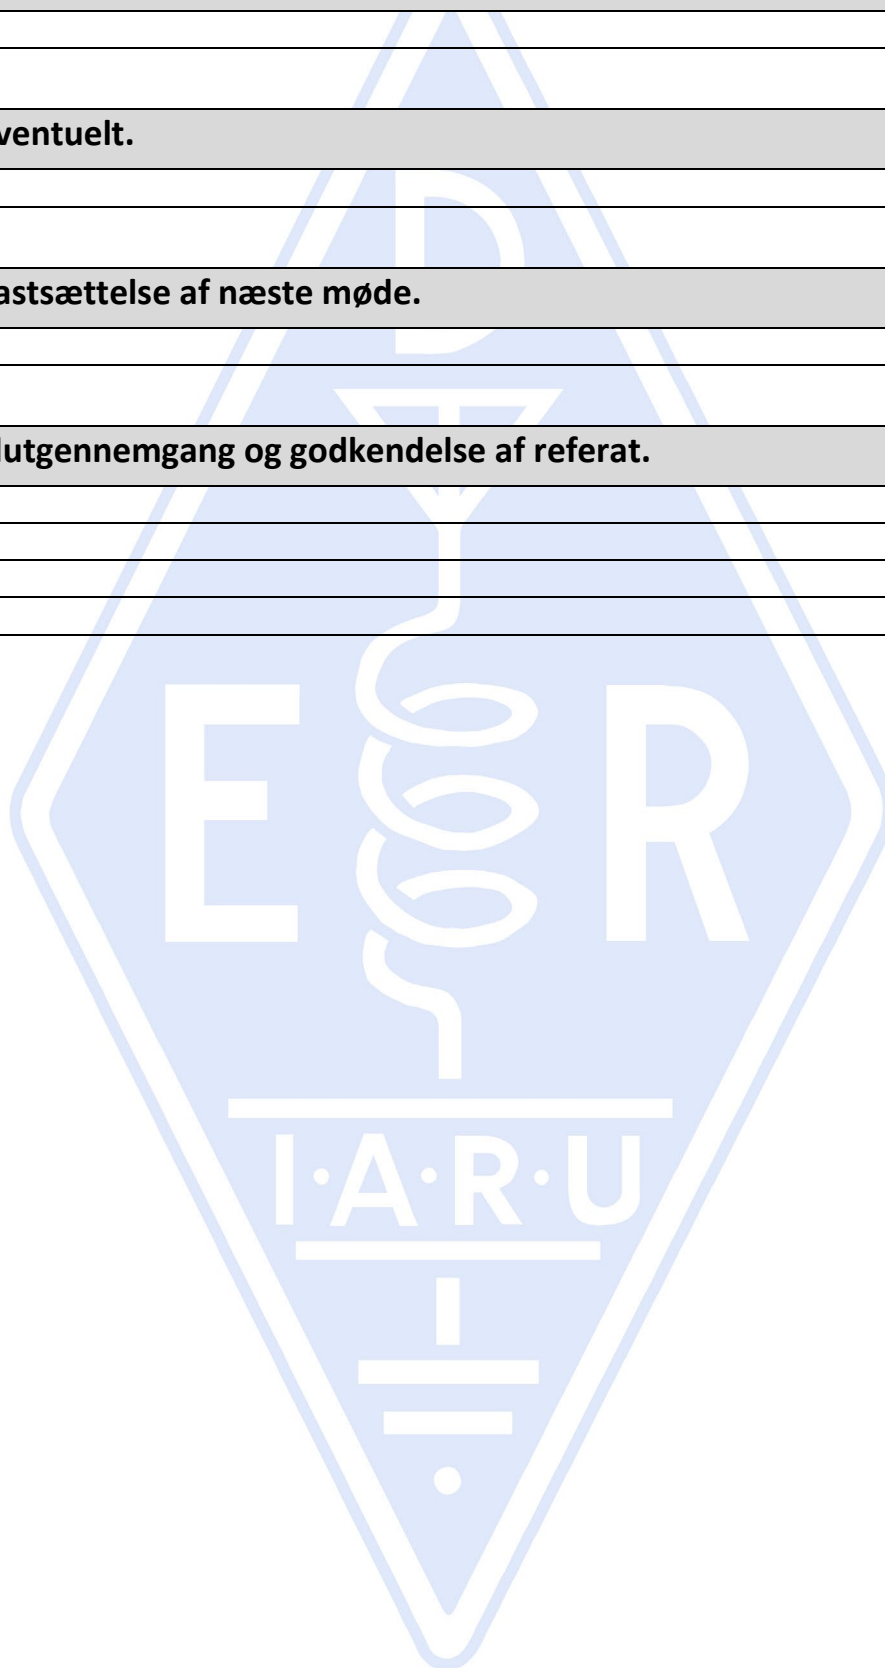 ventuelt.
D
astsættelse af næste møde.
lutgennemgang og godkendelse af referat.
E R
I·A·R·U